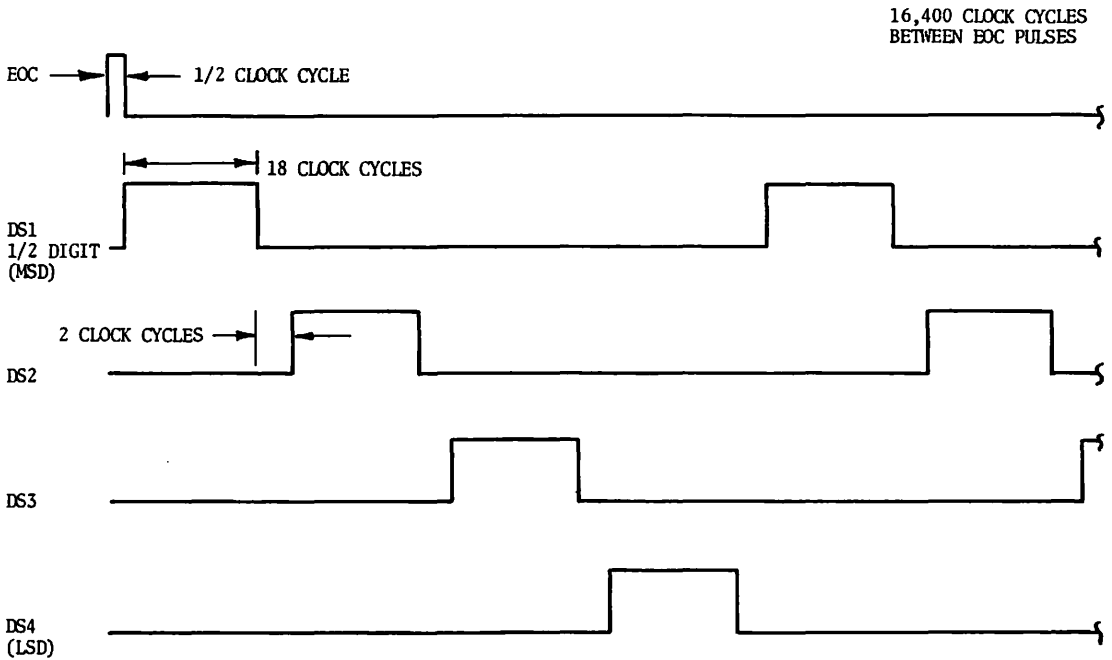 16,400 CLOCK CYCLES
BETWEEN EOC PULSES
EOC
1/2 CLOCK CYCLE
18 CLOCK CYCLES
DS1
1/2 DIGIT
(MSD)
2 CLOCK CYCLES
DS2
DS3
DS4
(LSD)